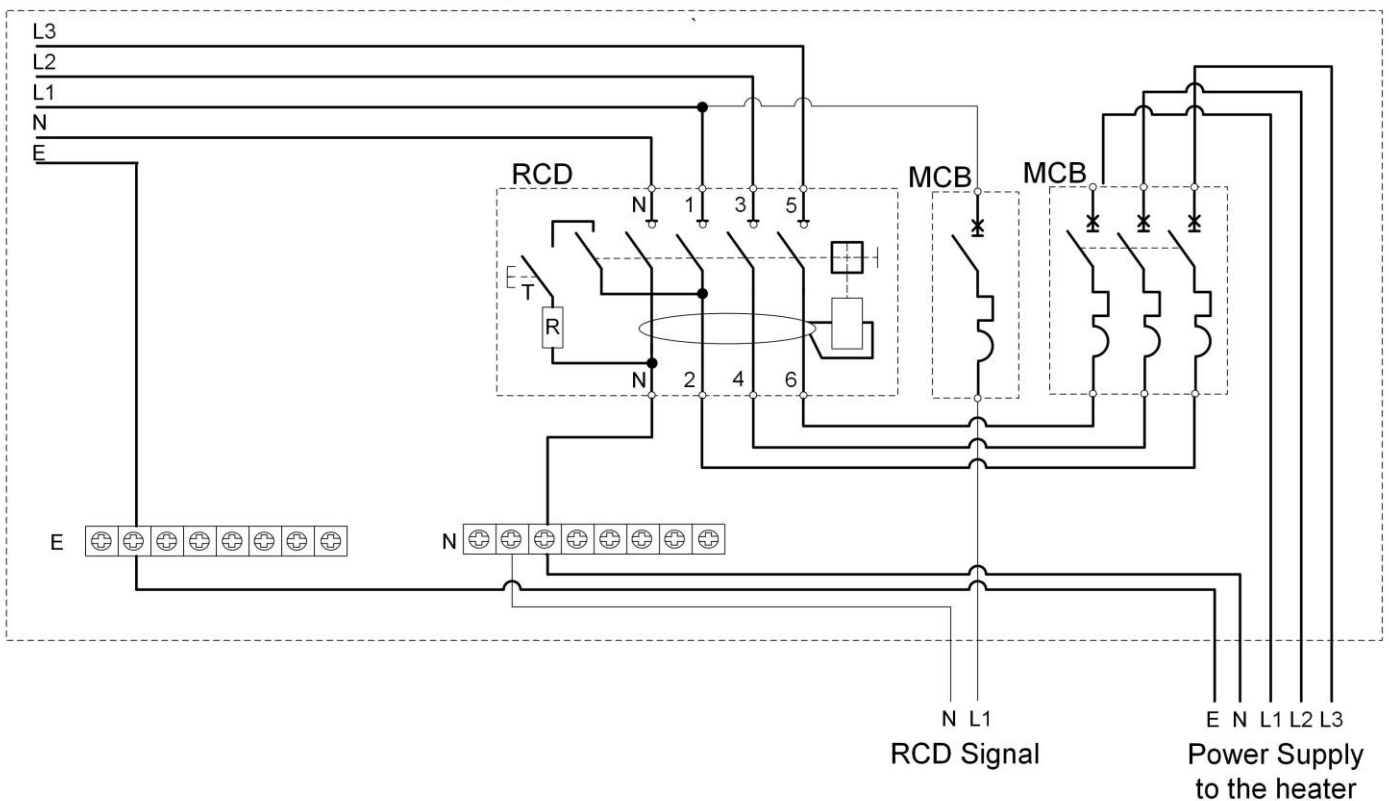 L3
L2
L1
N
E
RCD
MCB
MCB
N 1 3 5
T
R
N 2 4 6
E
N
N L1
E N L1 L2 L3
RCD Signal
Power Supply
to the heater